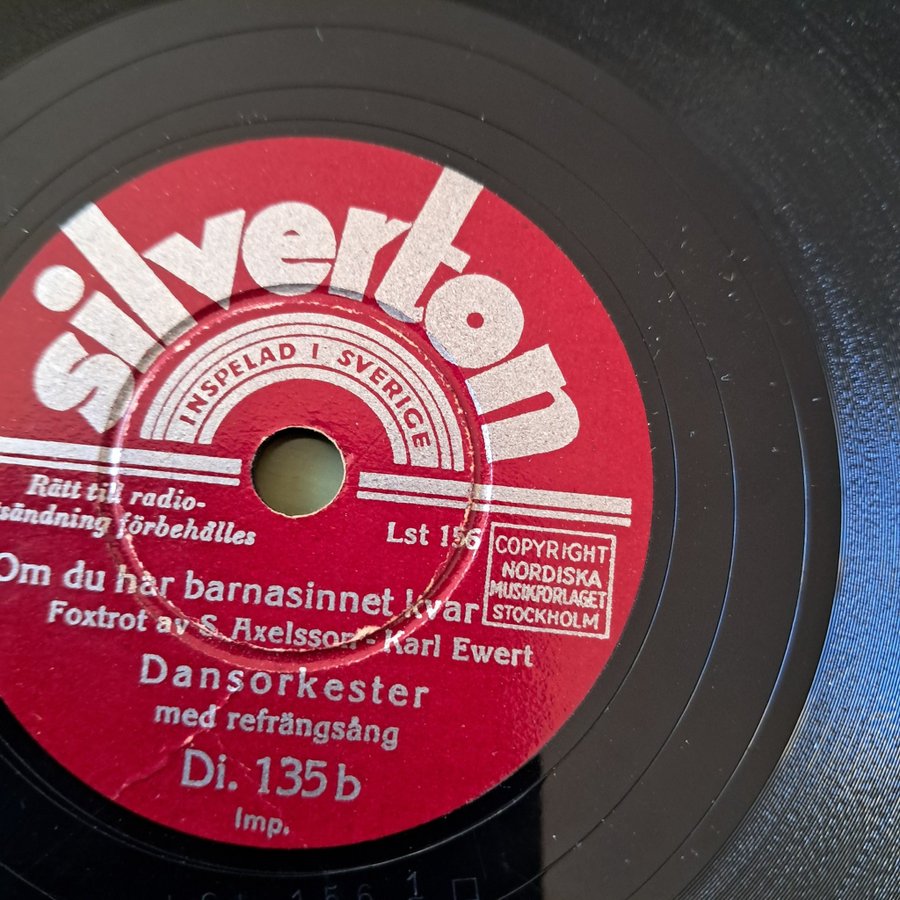 silverton
INSPELAD I SVERIGE
Rätt till radio-
sändning förbehålles
Lst 156
COPYRIGHT
NORDISKA
MUSIKFÖRLAGET
STOCKHOLM
Om du har barnasinnet kvar
Foxtrot av S. Axelsson - Karl Ewert
Dansorkester
med refrängsång
Di. 135 b
Imp.